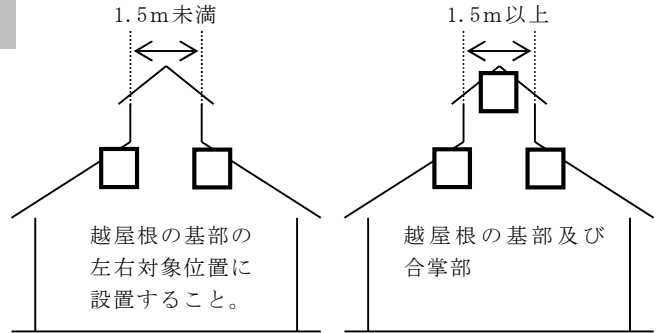 1.5m未満
1.5m以上
越屋根の基部の
左右対象位置に
設置すること。
越屋根の基部及び
合掌部